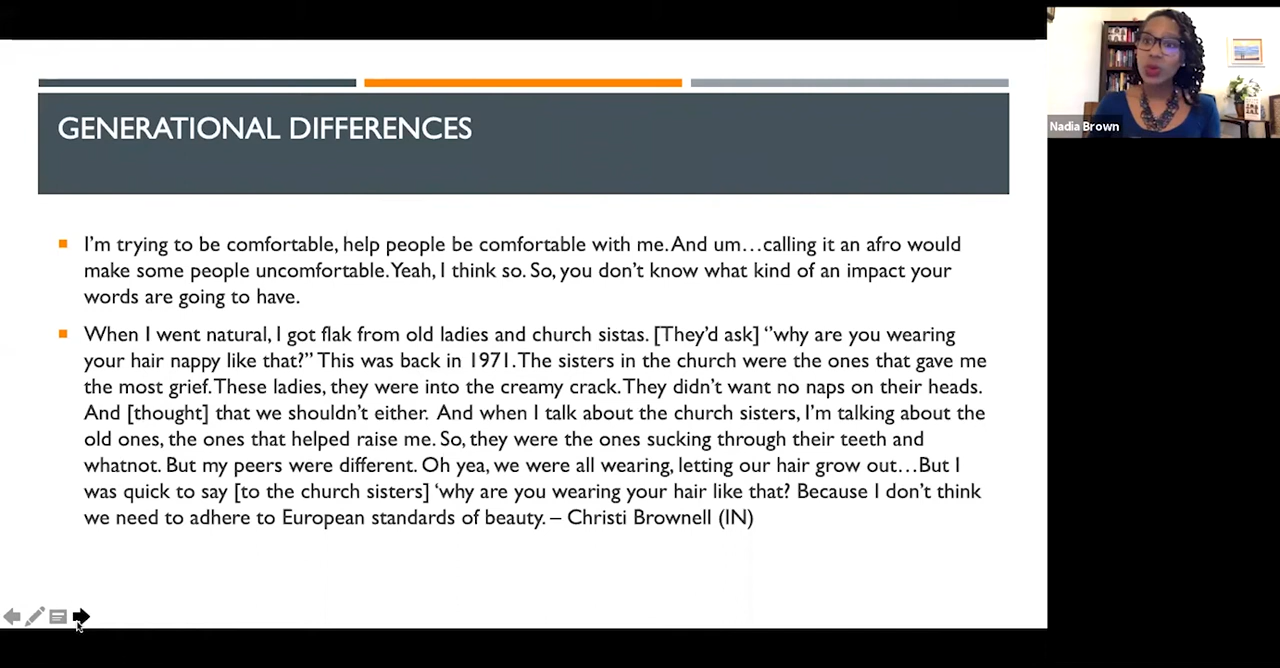 GENERATIONAL DIFFERENCES
I'm trying to be comfortable, help people be comfortable with me. And um…calling it an afro would
make some people uncomfortable. Yeah, I think so. So, you don't know what kind of an impact your
words are going to have.
When I went natural, I got flak from old ladies and church sistas. [They'd ask] ‘'why are you wearing
your hair nappy like that?” This was back in 1971. The sisters in the church were the ones that gave me
the most grief. These ladies, they were into the creamy crack. They didn't want no naps on their heads.
And [thought] that we shouldn't either. And when I talk about the church sisters, I'm talking about the
old ones, the ones that helped raise me. So, they were the ones sucking through their teeth and
whatnot. But my peers were different. Oh yea, we were all wearing, letting our hair grow out…But I
was quick to say [to the church sisters] ‘why are you wearing your hair like that? Because I don't think
we need to adhere to European standards of beauty. – Christi Brownell (IN)
Nadia Brown